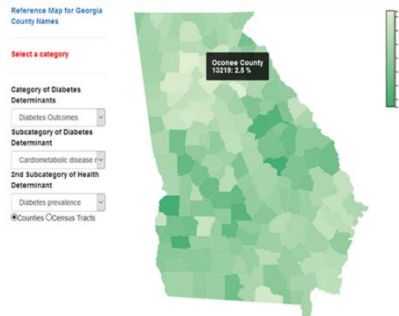 Reference Map for Georgia
County Names
Select a category
Category of Diabetes
Determinants
Diabetes Outcomes
Subcategory of Diabetes
Determinant
Cardiometabolic disease r
2nd Subcategory of Health
Determinant
Diabetes prevalence
Counties Census Tracts
Oconee County
13219: 2.5 %